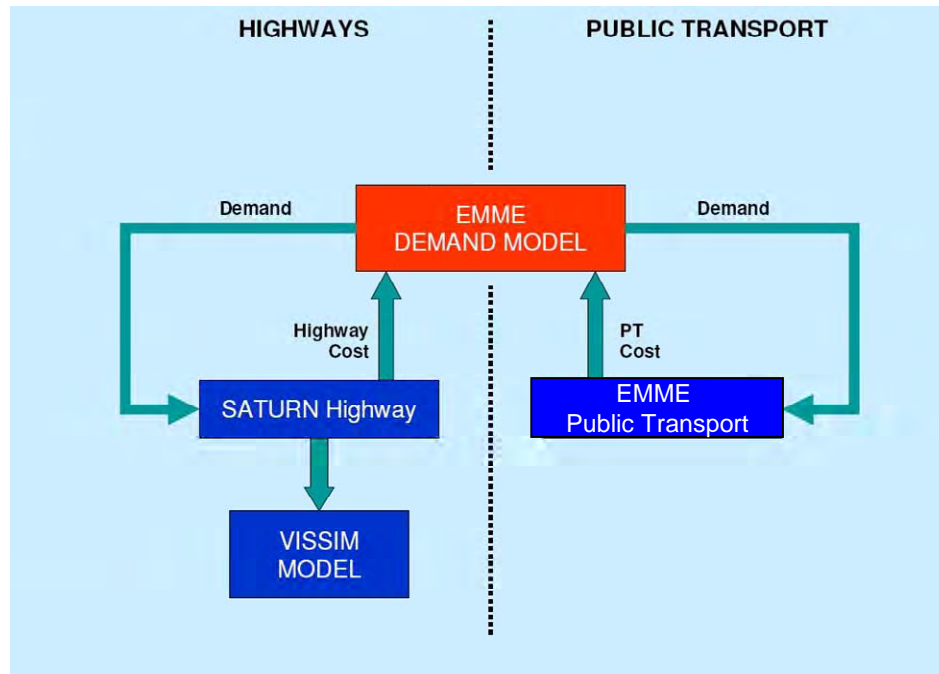 HIGHWAYS
PUBLIC TRANSPORT
EMME
DEMAND MODEL
Demand
Demand
Highway
Cost
PT
Cost
SATURN Highway
EMME
Public Transport
VISSIM
MODEL